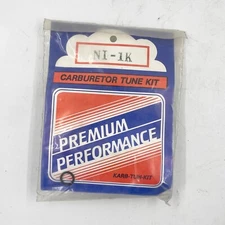 NI-1K
CARBURETOR TUNE KIT
PREMIUM
PERFORMANCE
KARB-TUN-KIT